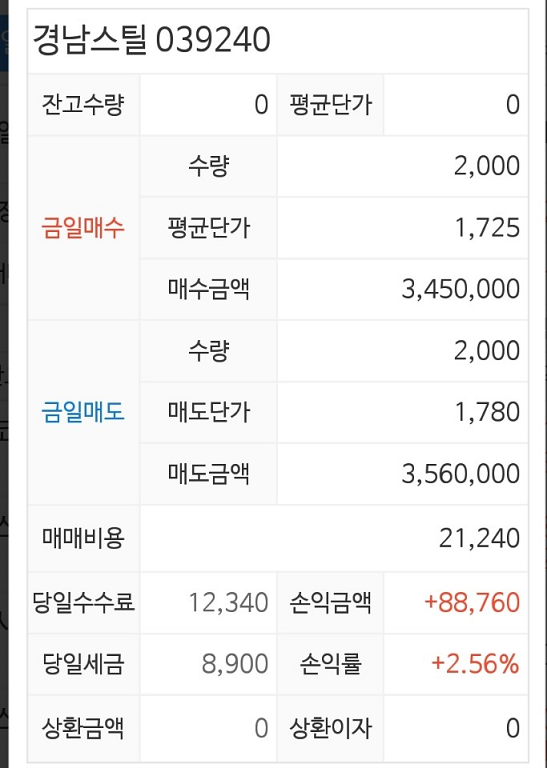 경남스틸 039240
잔고수량 0 평균단가 0
수량 2,000
금일매수 평균단가 1,725
매수금액 3,450,000
수량 2,000
금일매도 매도단가 1,780
매도금액 3,560,000
매매비용 21,240
당일수수료 12,340 손익금액 +88,760
당일세금 8,900 손익률 +2.56%
상환금액 0 상환이자 0